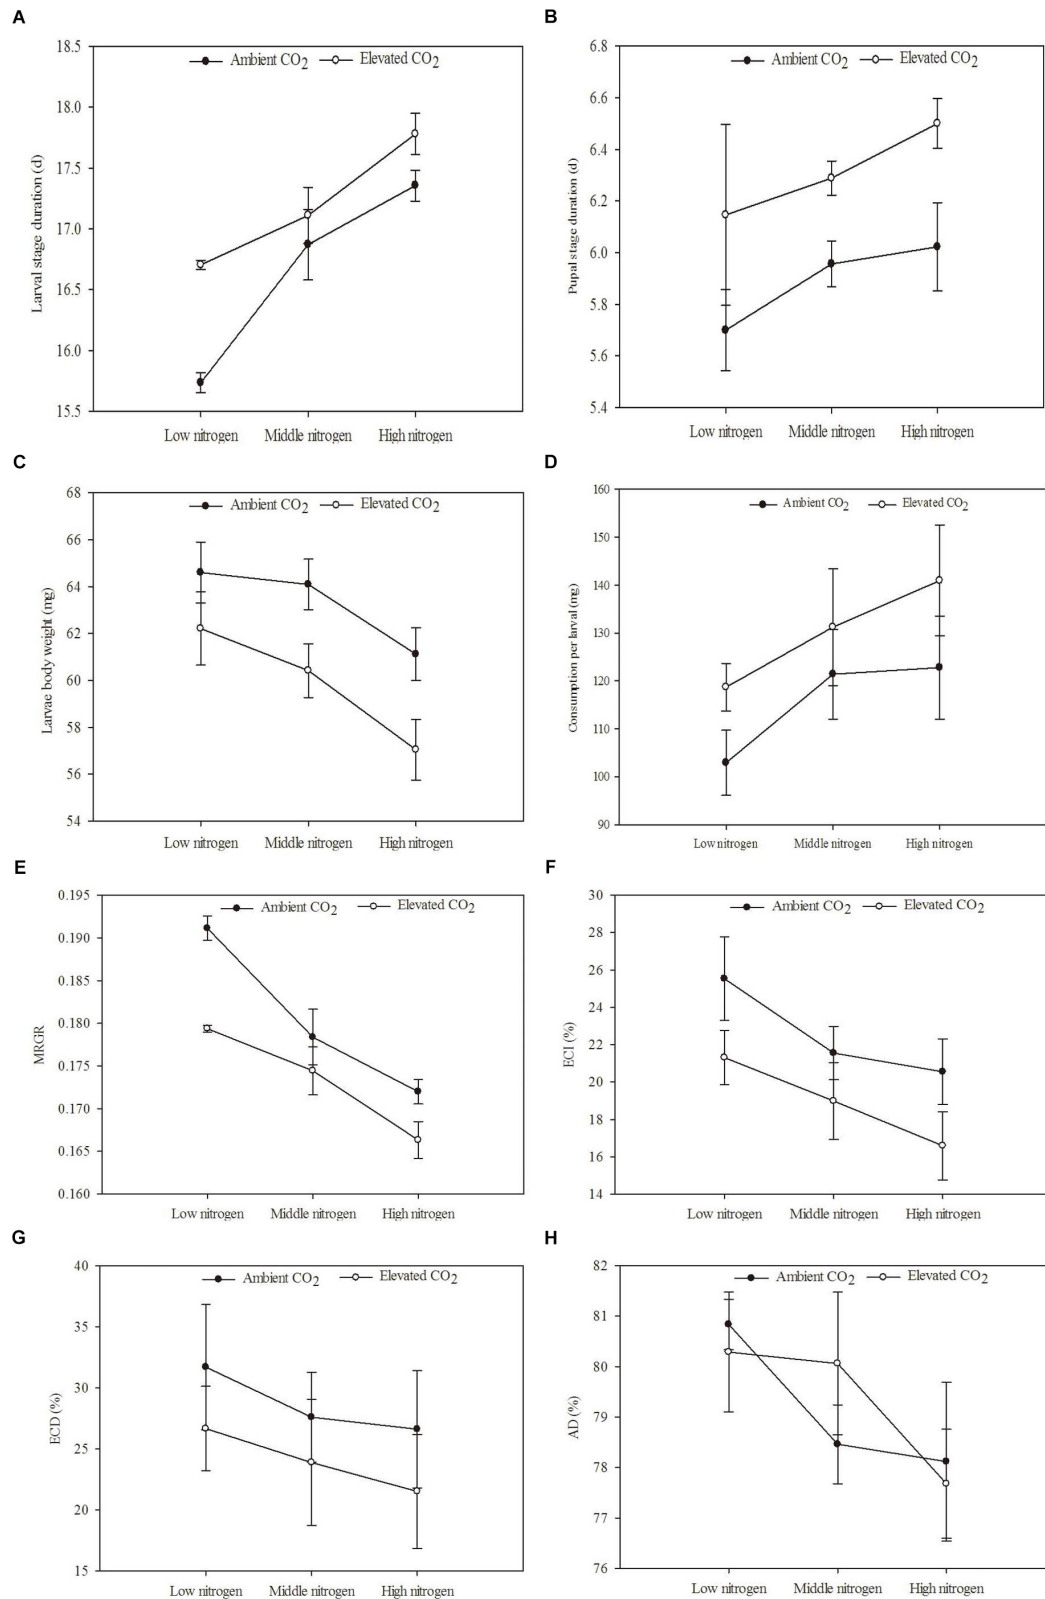 A
18.5
Ambient CO2 Elevated CO2
18.0
17.5
17.0
16.5
16.0
15.5
Larval stage duration (d)
Low nitrogen Middle nitrogen High nitrogen
B
6.8
Ambient CO2 Elevated CO2
6.6
6.4
6.2
6.0
5.8
5.6
5.4
Pupal stage duration (d)
Low nitrogen Middle nitrogen High nitrogen
C
68
Ambient CO2 Elevated CO2
66
64
62
60
58
56
54
Larvae body weight (mg)
Low nitrogen Middle nitrogen High nitrogen
D
160
Ambient CO2 Elevated CO2
150
140
130
120
110
100
90
Consumption per larval (mg)
Low nitrogen Middle nitrogen High nitrogen
E
0.195
Ambient CO2 Elevated CO2
0.190
0.185
0.180
0.175
0.170
0.165
0.160
MRGR
Low nitrogen Middle nitrogen High nitrogen
F
30
Ambient CO2 Elevated CO2
28
26
24
22
20
18
16
14
ECI (%)
Low nitrogen Middle nitrogen High nitrogen
G
40
Ambient CO2 Elevated CO2
35
30
25
20
15
ECD (%)
Low nitrogen Middle nitrogen High nitrogen
H
82
Ambient CO2 Elevated CO2
81
80
79
78
77
76
AD (%)
Low nitrogen Middle nitrogen High nitrogen